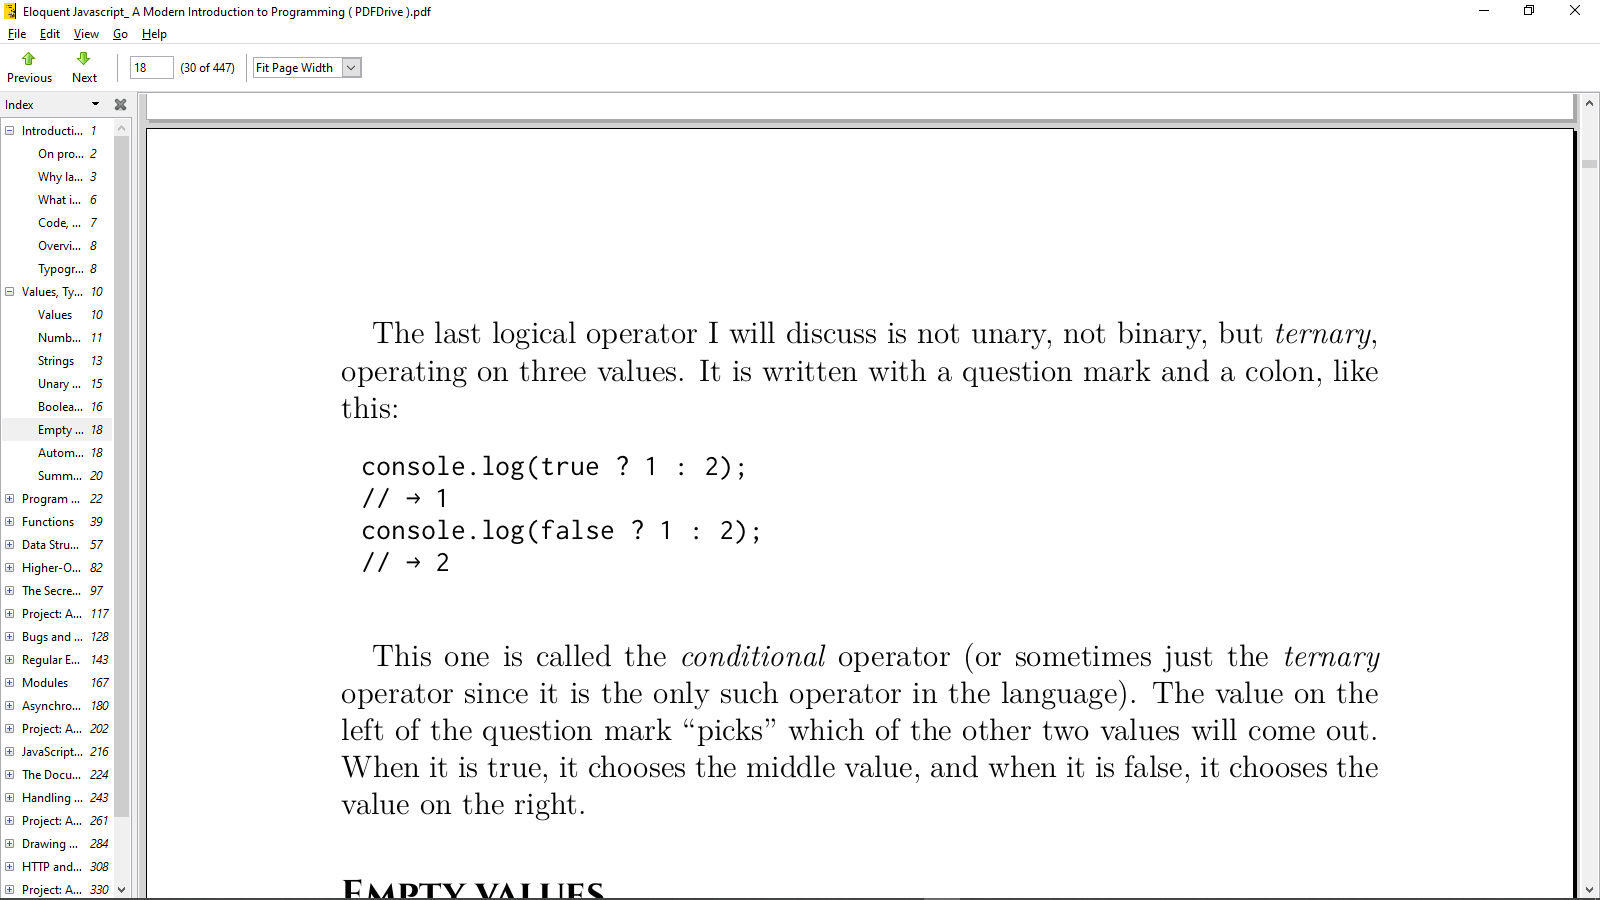 Eloquent Javascript_ A Modern Introduction to Programming ( PDFDrive ).pdf
File Edit View Go Help
Previous Next 18 (30 of 447) Fit Page Width
Index
Introducti... 1
On pro... 2
Why la... 3
What i... 6
Code, ... 7
Overvi... 8
Typogr... 8
Values, Ty... 10
Values 10
Numb... 11
Strings 13
Unary ... 15
Boolea... 16
Empty ... 18
Autom... 18
Summ... 20
Program ... 22
Functions 39
Data Stru... 57
Higher-O... 82
The Secre... 97
Project: A... 117
Bugs and ... 128
Regular E... 143
Modules 167
Asynchro... 180
Project: A... 202
JavaScript... 216
The Docu... 224
Handling ... 243
Project: A... 261
Drawing ... 284
HTTP and... 308
Project: A... 330
The last logical operator I will discuss is not unary, not binary, but ternary,
operating on three values. It is written with a question mark and a colon, like
this:
console.log(true ? 1 : 2);
// → 1
console.log(false ? 1 : 2);
// → 2
This one is called the conditional operator (or sometimes just the ternary
operator since it is the only such operator in the language). The value on the
left of the question mark “picks” which of the other two values will come out.
When it is true, it chooses the middle value, and when it is false, it chooses the
value on the right.
Empty values